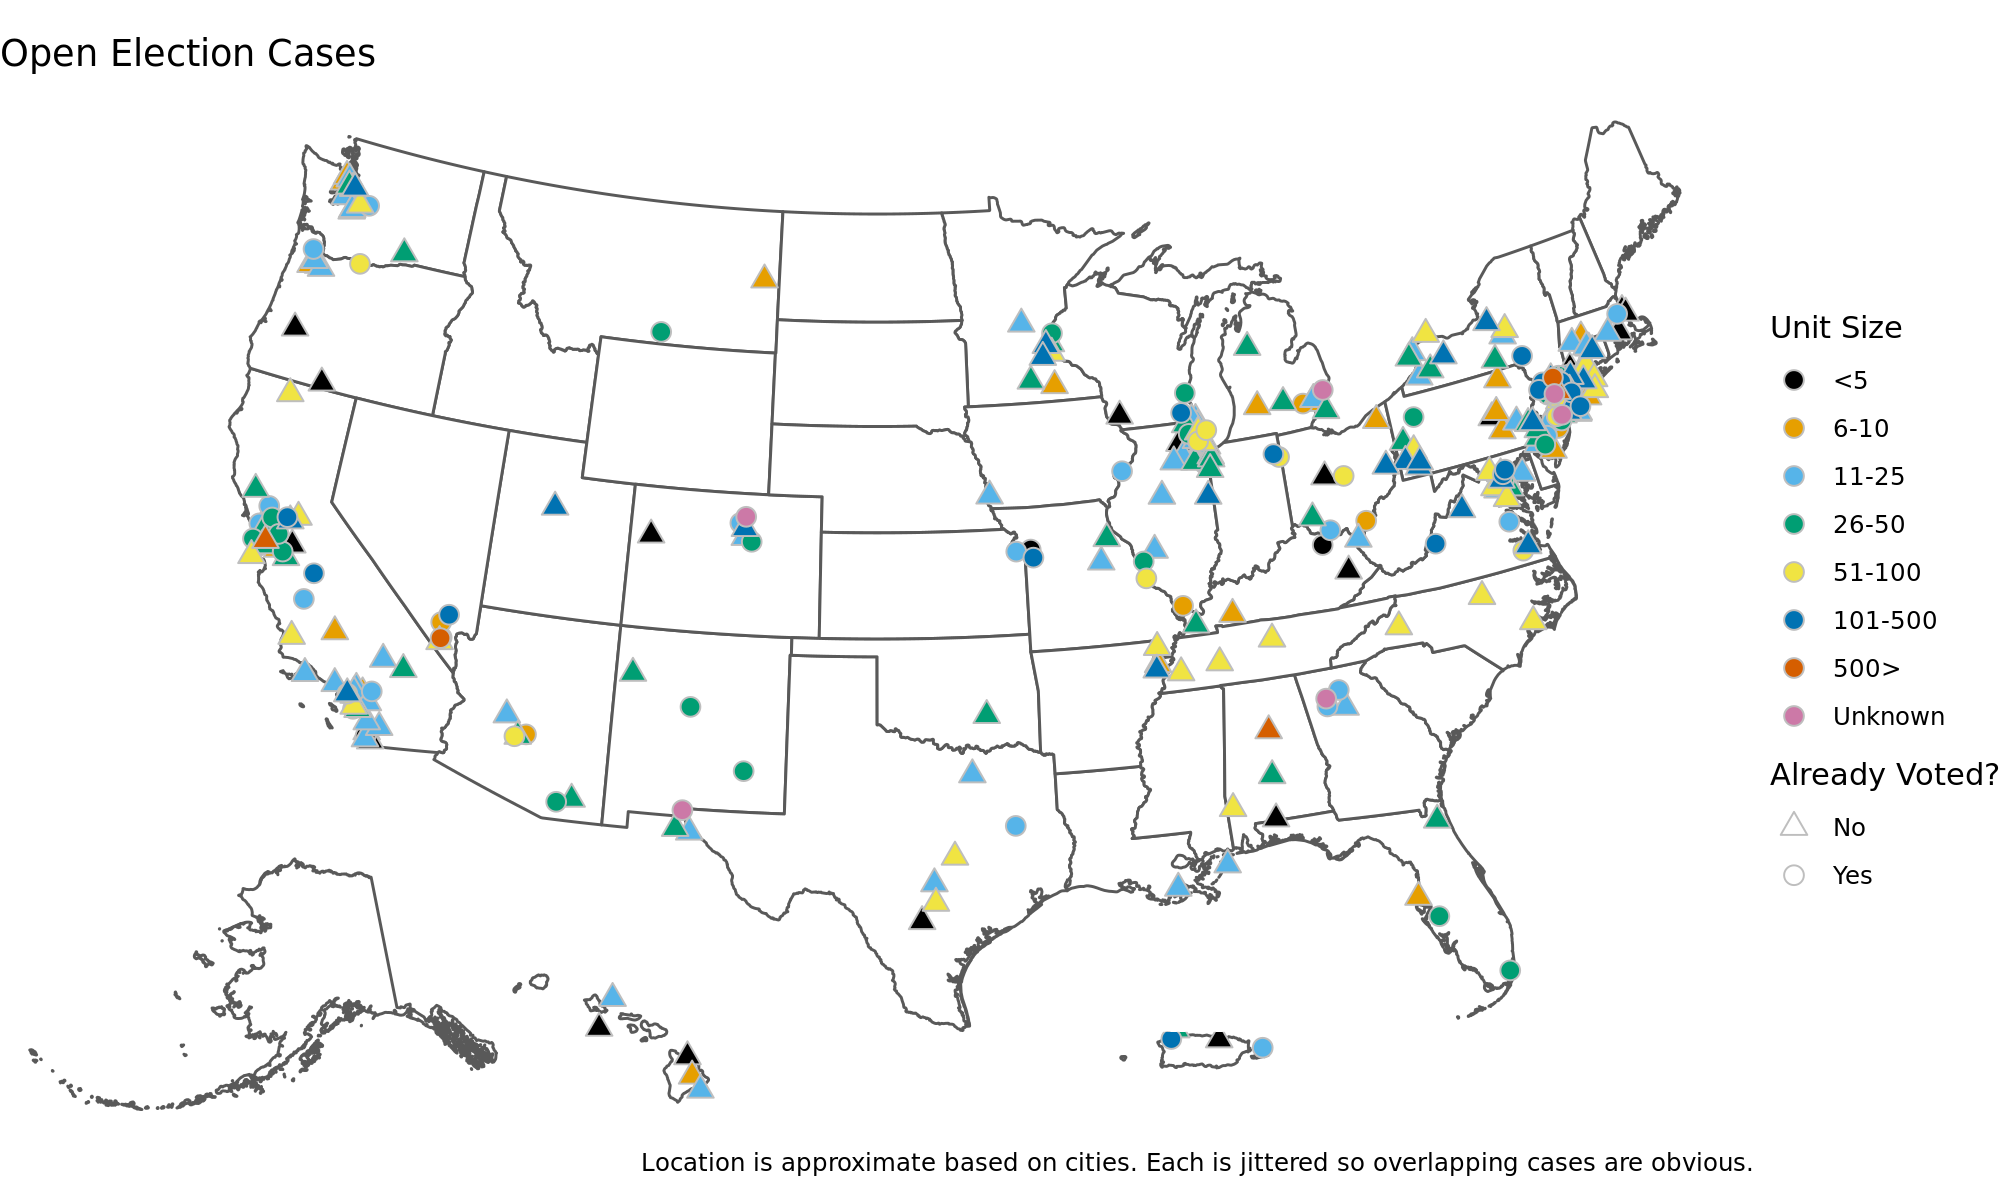 Open Election Cases
Unit Size
<5
6-10
11-25
26-50
51-100
101-500
500>
Unknown
Already Voted?
No
Yes
Location is approximate based on cities. Each is jittered so overlapping cases are obvious.